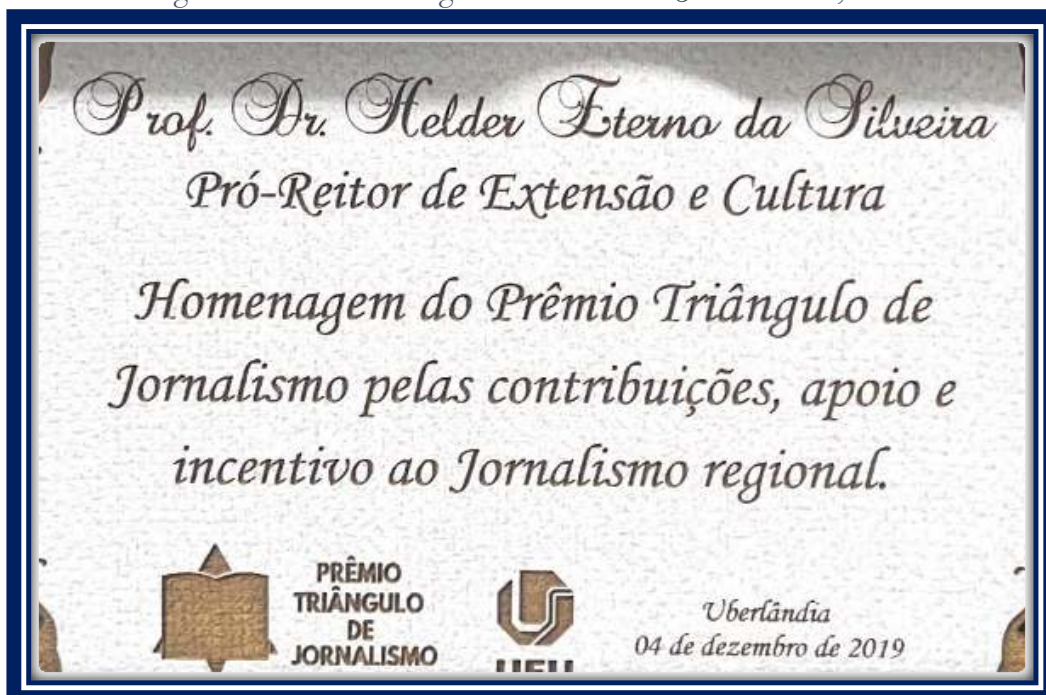 Prof. Dr. Helder Eterno da Silveira
Pró-Reitor de Extensão e Cultura
Homenagem do Prêmio Triângulo de
Jornalismo pelas contribuições, apoio e
incentivo ao Jornalismo regional.
PRÊMIO
TRIÂNGULO
DE
JORNALISMO
UFU
Uberlândia
04 de dezembro de 2019